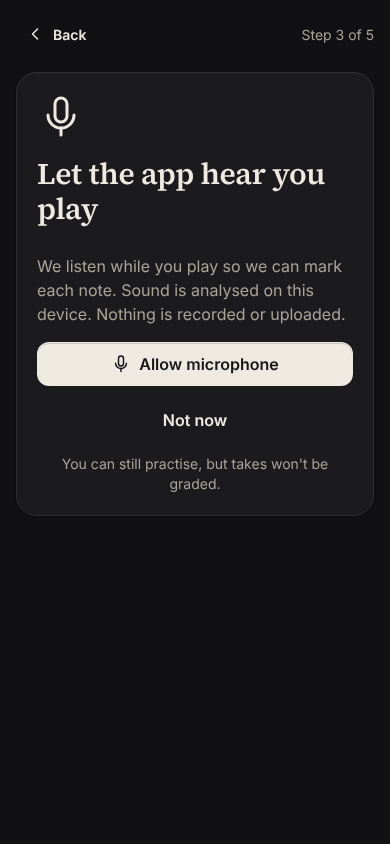 Back
Step 3 of 5
Let the app hear you
play
We listen while you play so we can mark
each note. Sound is analysed on this
device. Nothing is recorded or uploaded.
Allow microphone
Not now
You can still practise, but takes won't be
graded.